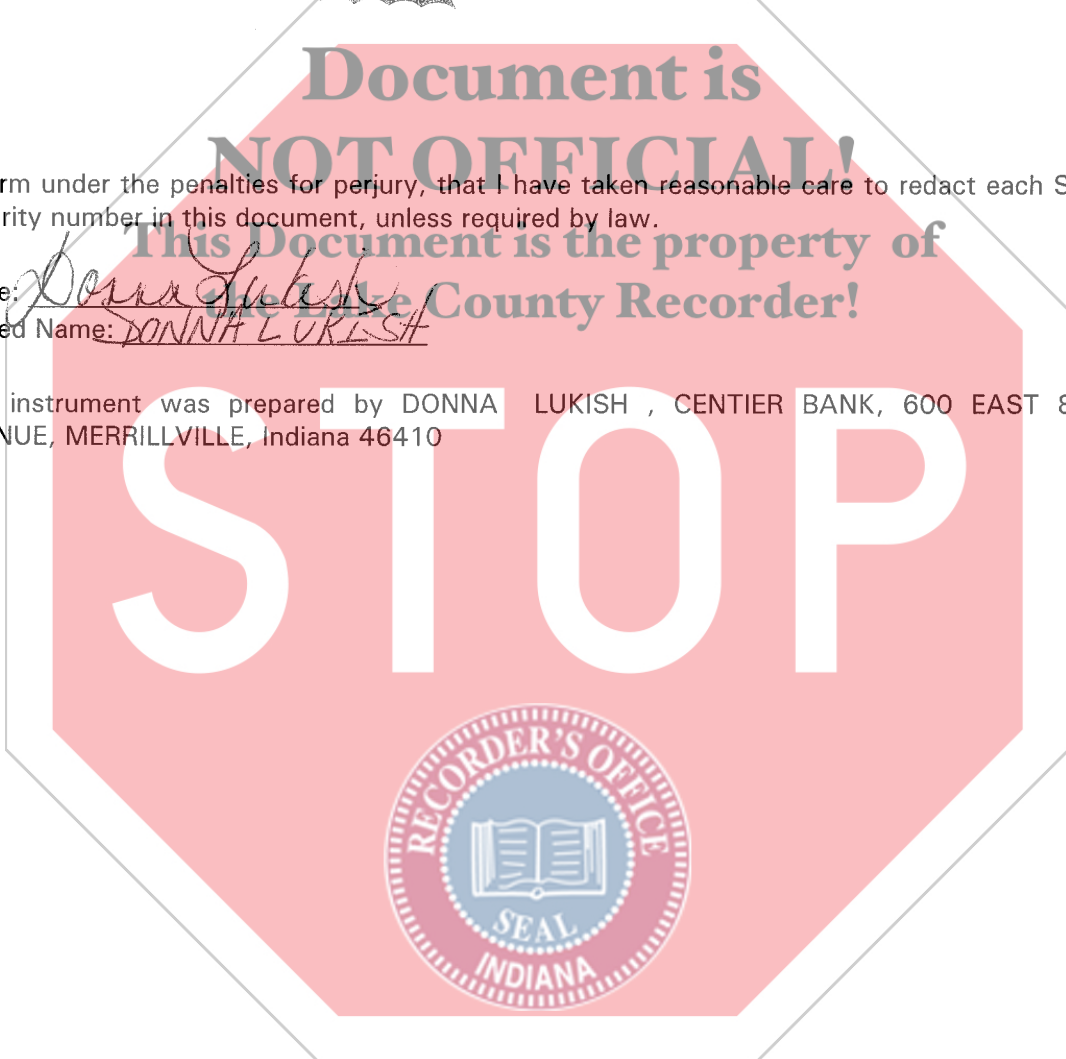 Document is
NOT OFFICIAL!
rm under the penalties for perjury, that I have taken reasonable care to redact each S
rity number in this document, unless required by law.
This Document is the property of
the Lake County Recorder!
e: Donna Lukish
ed Name: DONNA LUKISH
instrument was prepared by DONNA LUKISH , CENTIER BANK, 600 EAST 8
NUE, MERRILLVILLE, Indiana 46410
STOP
RECORDER'S OFFICE
SEAL
INDIANA